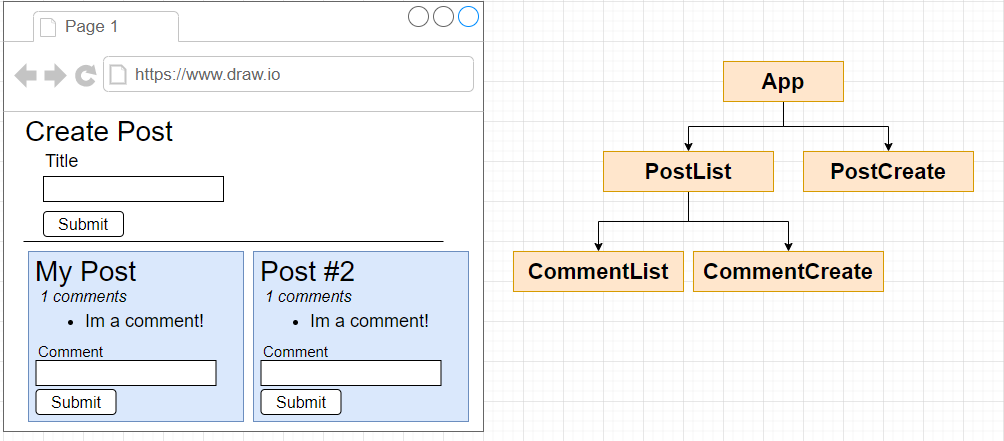 Page 1
https://www.draw.io
Create Post
Title
Submit
My Post
1 comments
Im a comment!
Comment
Submit
Post #2
1 comments
Im a comment!
Comment
Submit
App
PostList
PostCreate
CommentList
CommentCreate